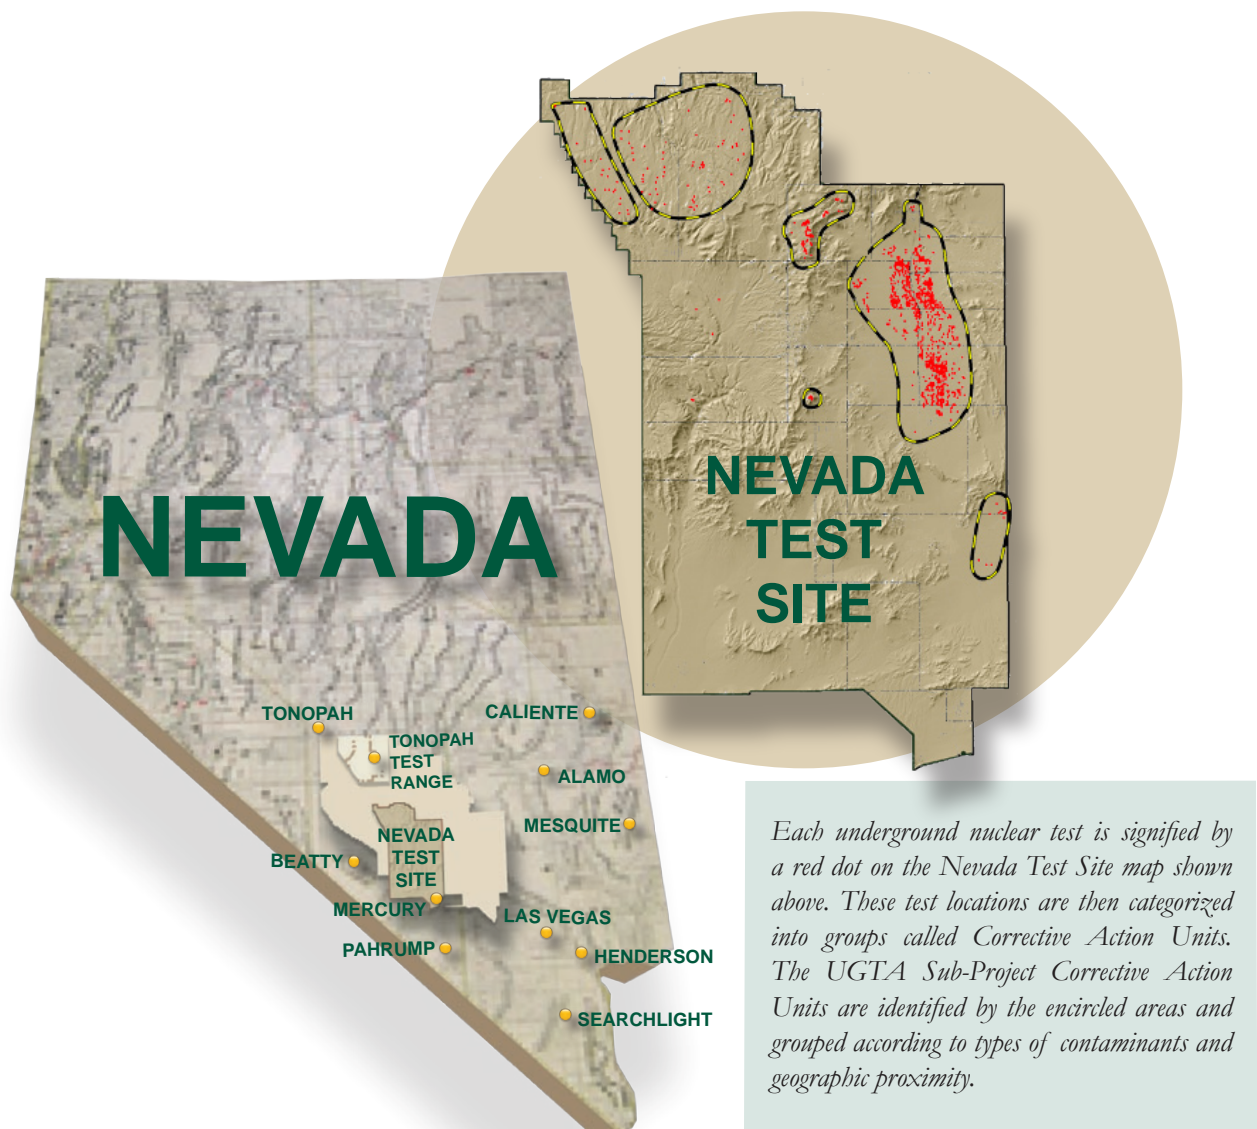 NEVADA
TEST
SITE
NEVADA
TONOPAH
CALIENTE
TONOPAH
TEST
RANGE
ALAMO
MESQUITE
NEVADA
TEST
SITE
BEATTY
MERCURY
LAS VEGAS
PAHRUMP
HENDERSON
SEARCHLIGHT
Each underground nuclear test is signified by
a red dot on the Nevada Test Site map shown
above. These test locations are then categorized
into groups called Corrective Action Units.
The UGTA Sub-Project Corrective Action
Units are identified by the encircled areas and
grouped according to types of contaminants and
geographic proximity.